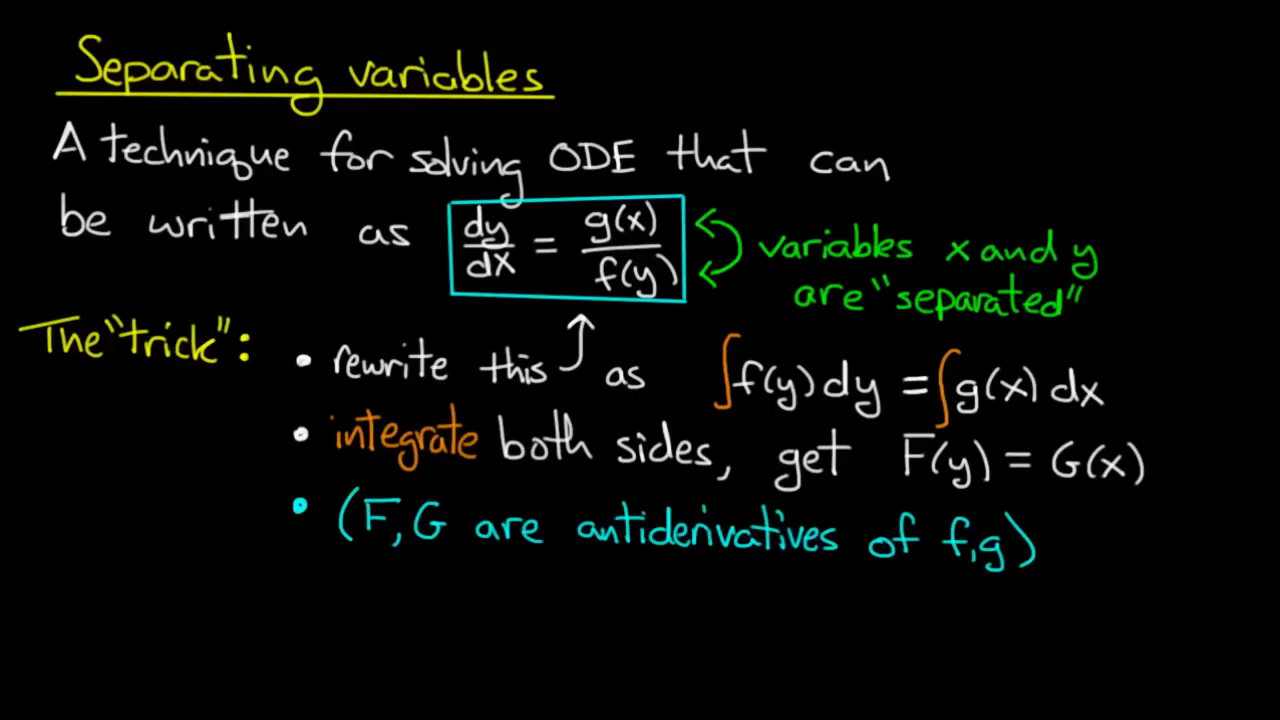 Separating variables
A technique for solving ODE that can
be written as dy/dx = g(x)/f(y)
variables x and y
are "separated"
The "trick":
• rewrite this as ∫f(y) dy = ∫g(x) dx
• integrate both sides, get F(y) = G(x)
• (F, G are antiderivatives of f, g)